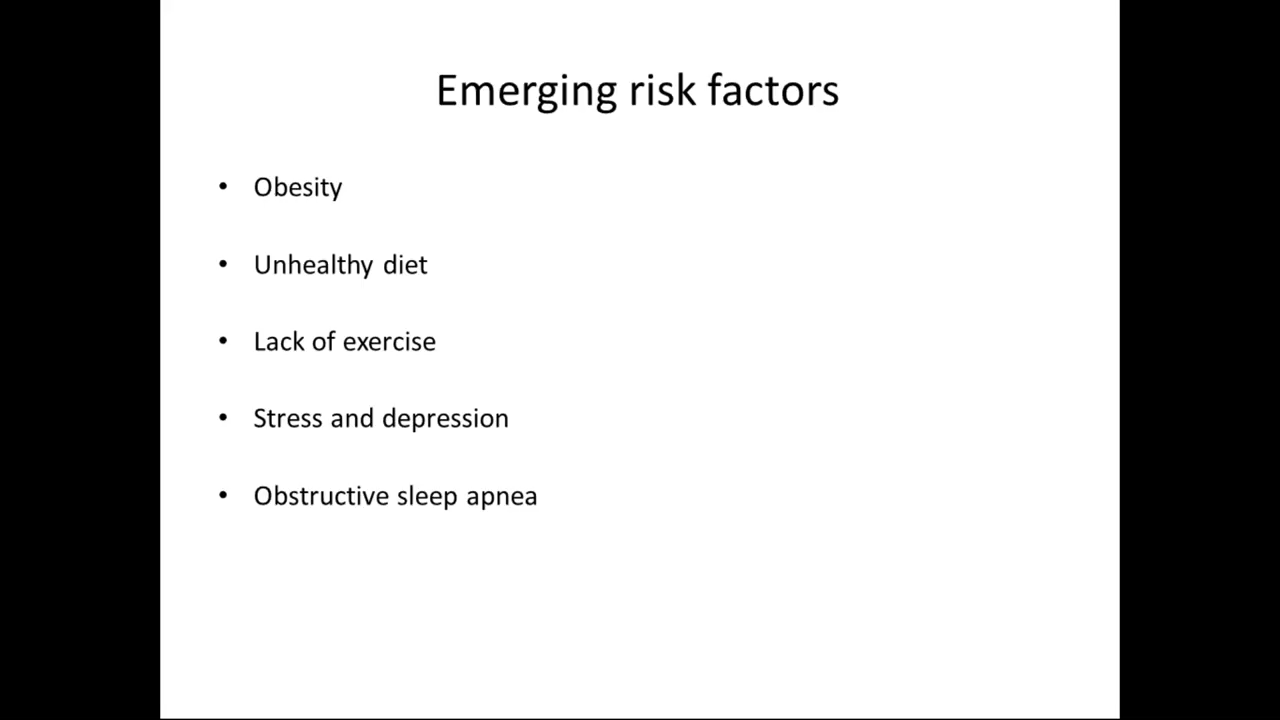 Emerging risk factors
• Obesity
• Unhealthy diet
• Lack of exercise
• Stress and depression
• Obstructive sleep apnea